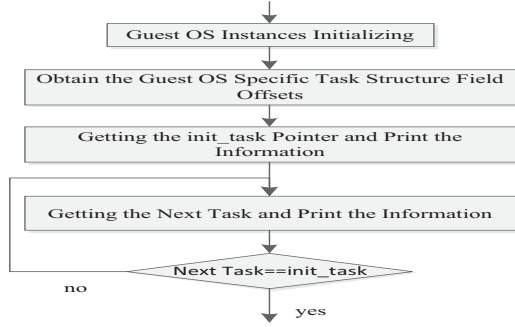 Guest OS Instances Initializing
Obtain the Guest OS Specific Task Structure Field
Offsets
Getting the init_task Pointer and Print the
Information
Getting the Next Task and Print the Information
Next Task==init_task
no
yes